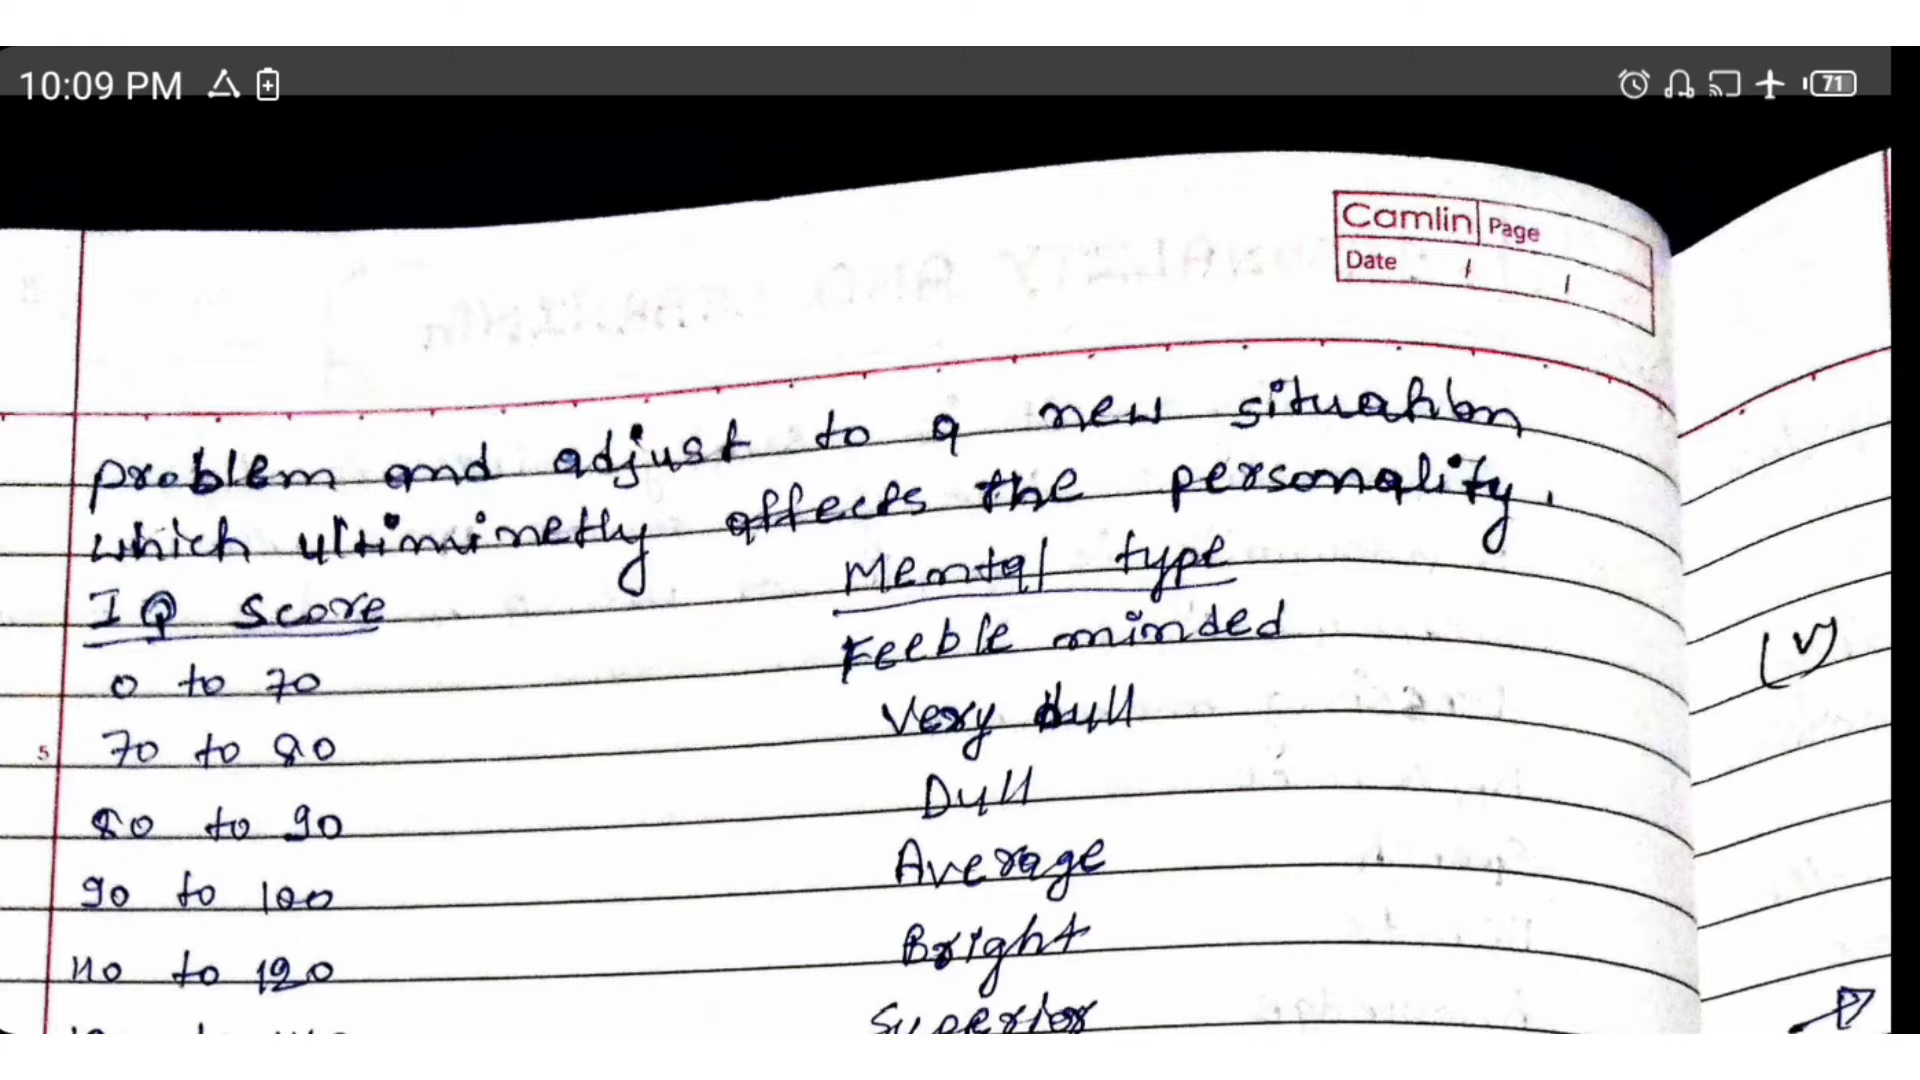 10:09 PM
71
Camlin Page
Date / /
problem and adjust to a new situation
which ultiminetly affects the personality.
IQ Score Mental type
0 to 70 Feeble minded
70 to 80 Very dull
5
80 to 90 Dull
90 to 100 Average
110 to 120 Bright
Superior
(V)